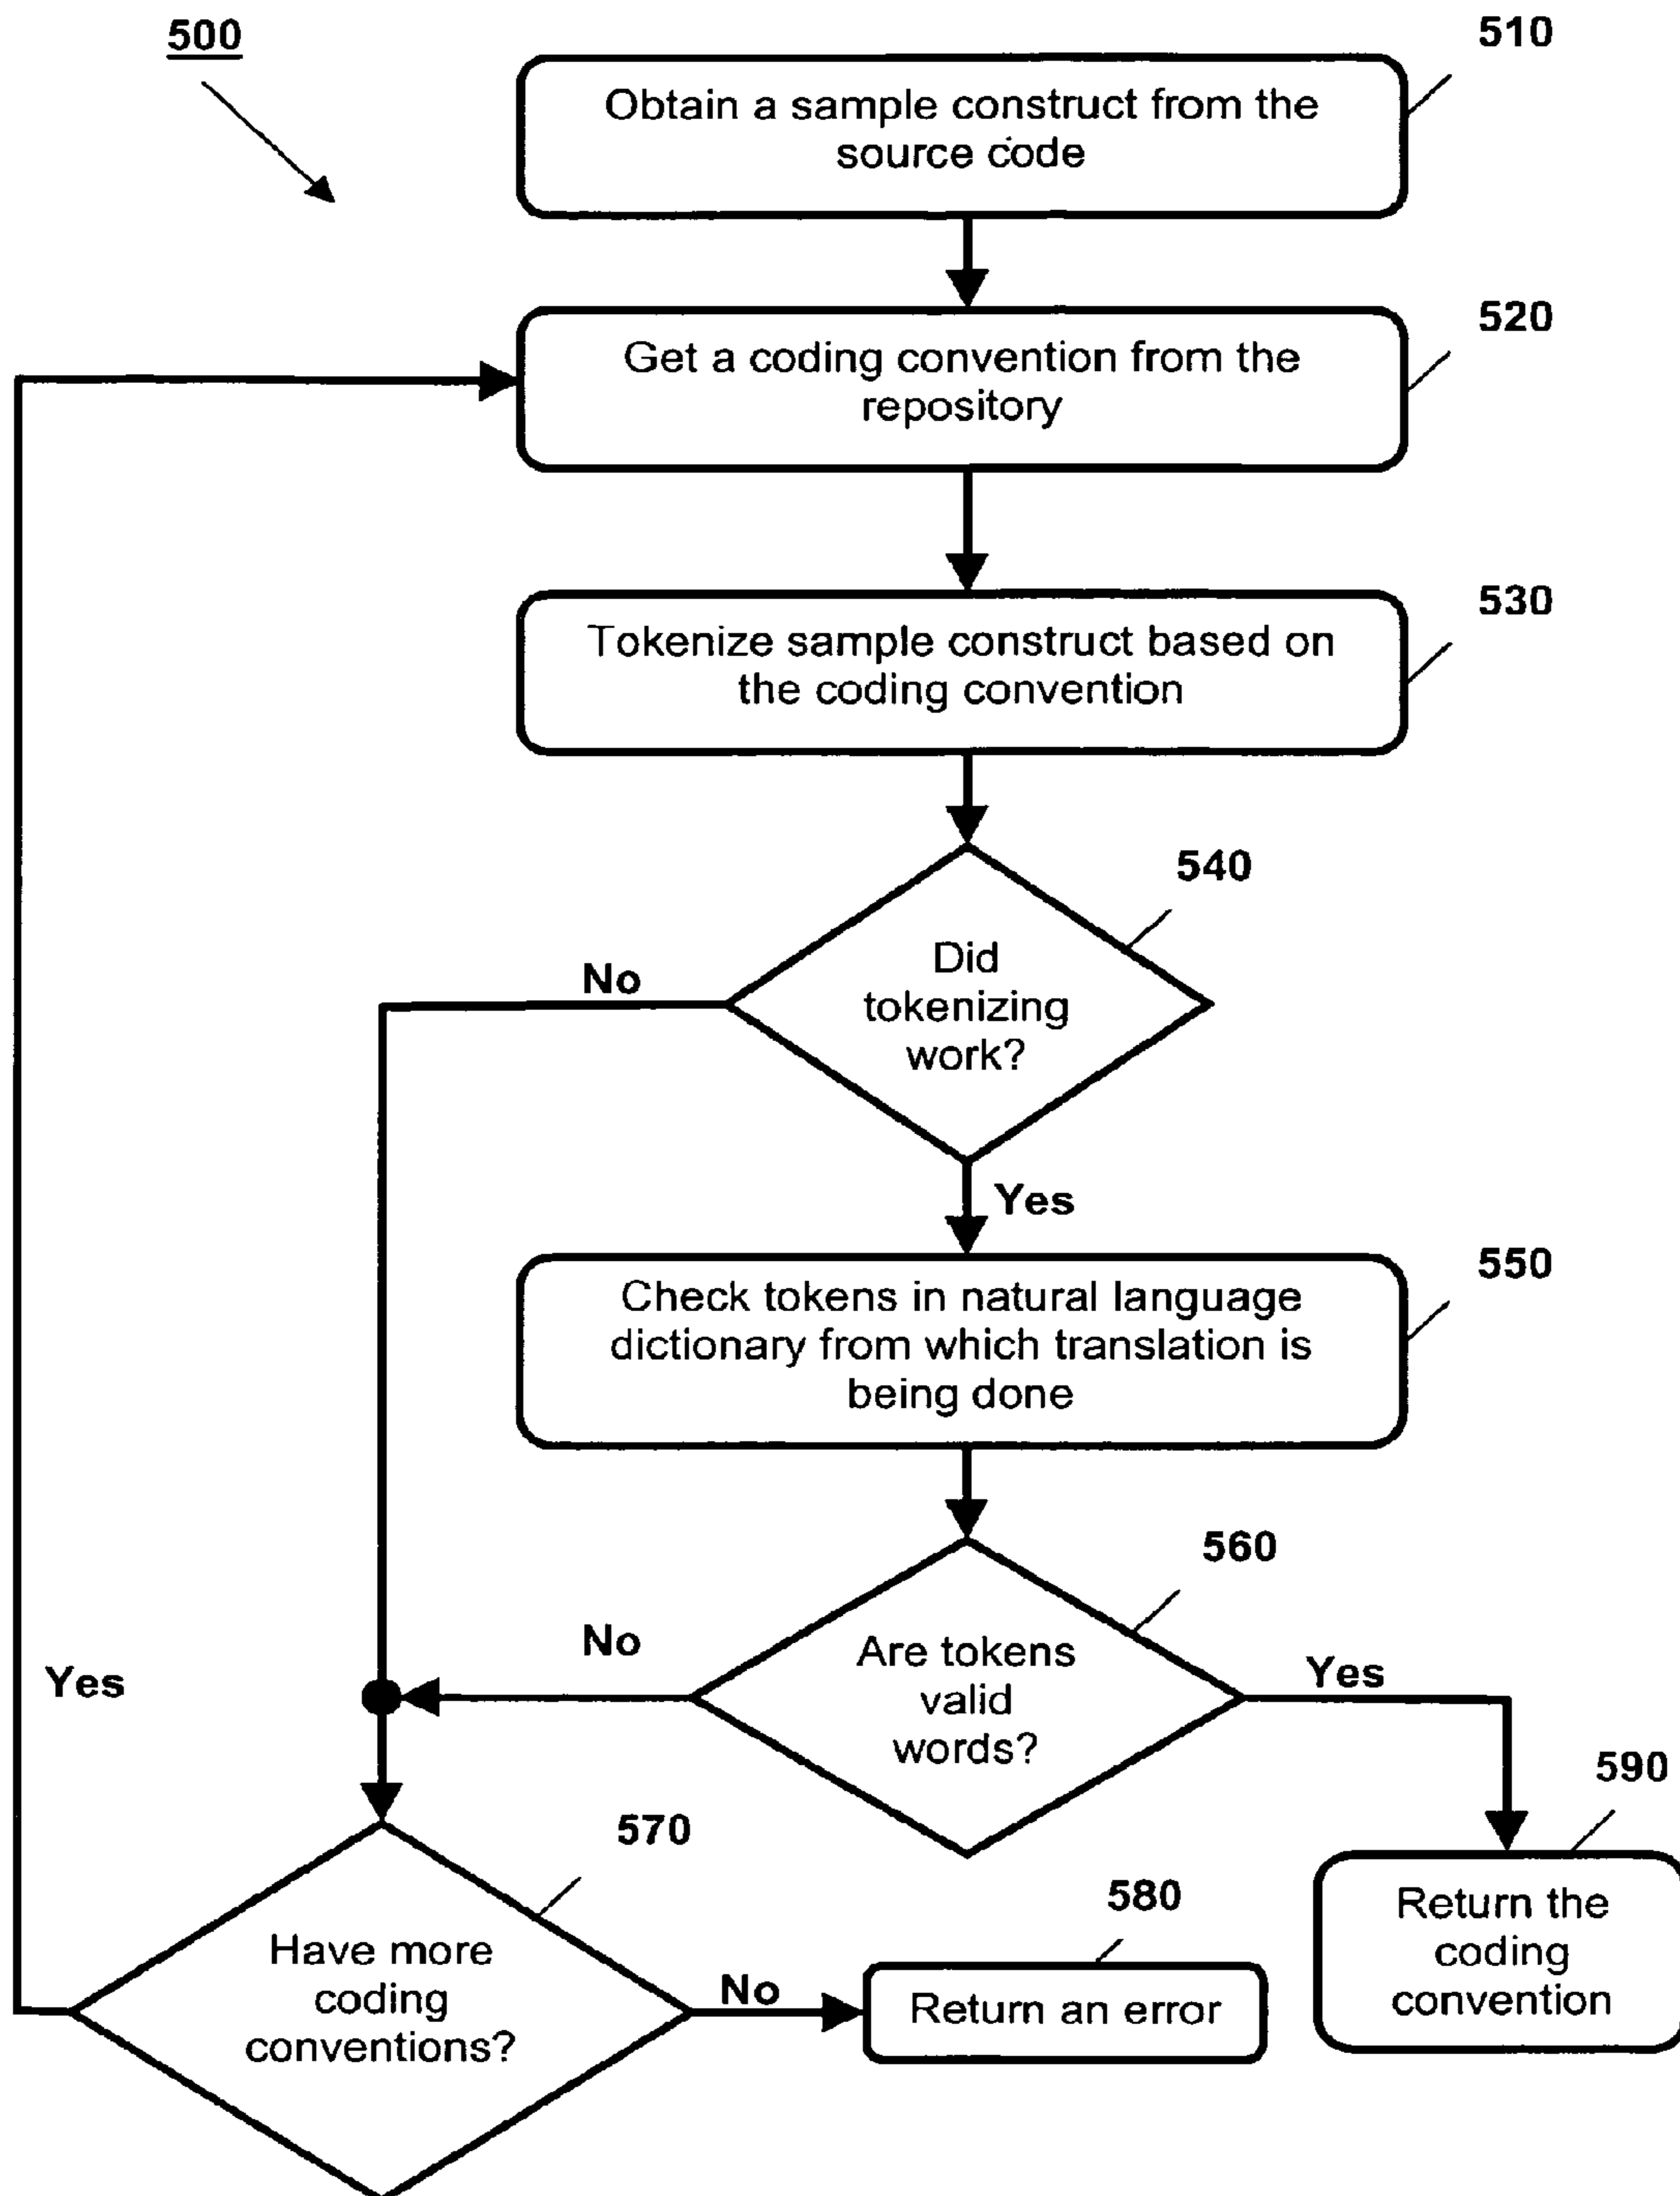 500
510
Obtain a sample construct from the
source code
520
Get a coding convention from the
repository
530
Tokenize sample construct based on
the coding convention
540
Did
tokenizing
work?
No
Yes
550
Check tokens in natural language
dictionary from which translation is
being done
560
Are tokens
valid
words?
No
Yes
Yes
570
Have more
coding
conventions?
No
580
Return an error
590
Return the
coding
convention